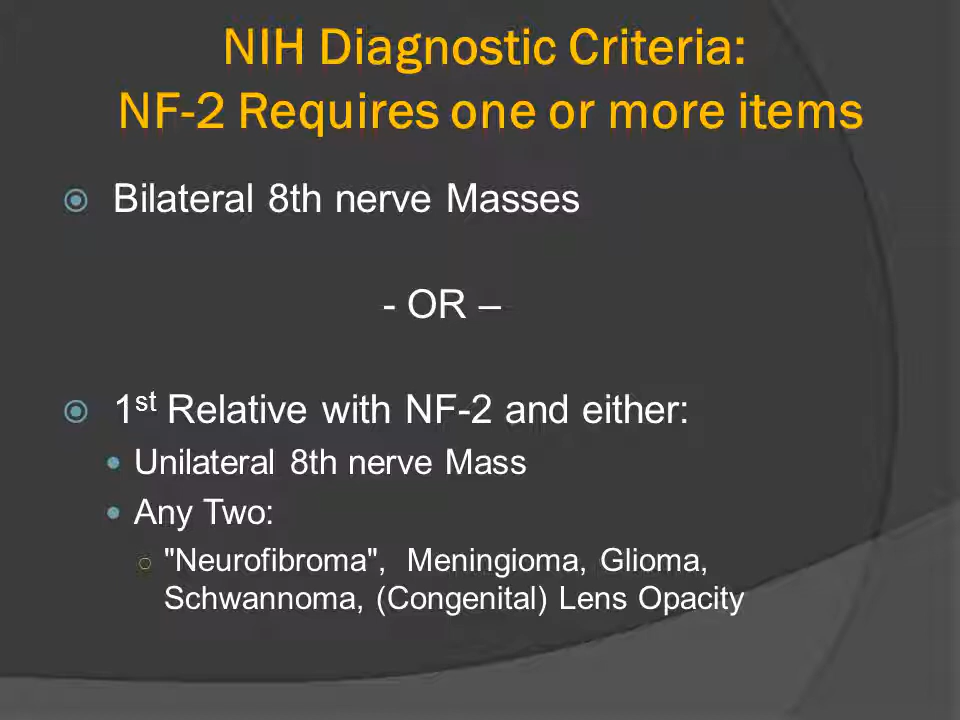 NIH Diagnostic Criteria:
NF-2 Requires one or more items
Bilateral 8th nerve Masses
- OR –
1st Relative with NF-2 and either:
Unilateral 8th nerve Mass
Any Two:
"Neurofibroma", Meningioma, Glioma,
Schwannoma, (Congenital) Lens Opacity